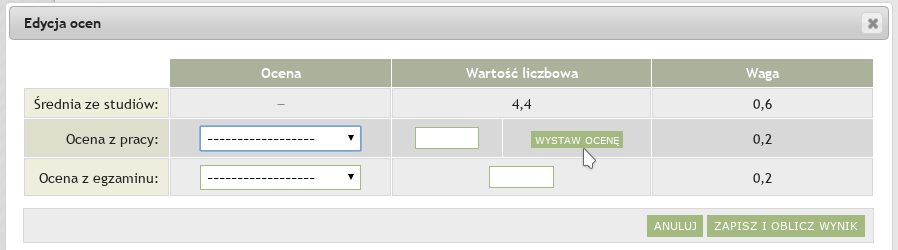 Edycja ocen
Ocena Wartość liczbowa Waga
Średnia ze studiów: – 4,4 0,6
Ocena z pracy: ------------------ WYSTAW OCENĘ 0,2
Ocena z egzaminu: ------------------ 0,2
ANULUJ ZAPISZ I OBLICZ WYNIK